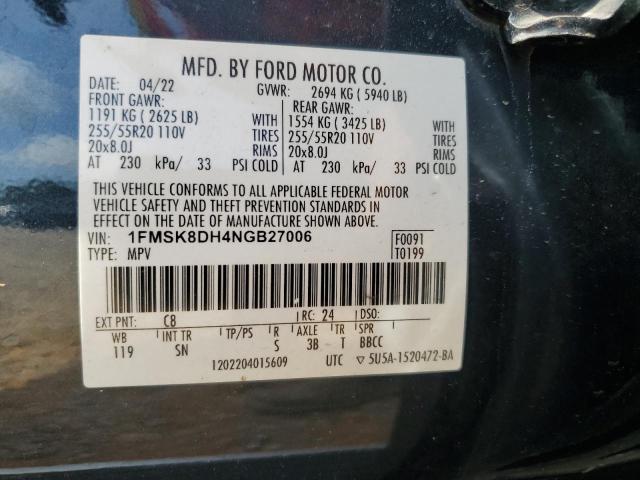 MFD. BY FORD MOTOR CO.
DATE: 04/22 GVWR: 2694 KG ( 5940 LB)
FRONT GAWR: REAR GAWR:
1191 KG ( 2625 LB) 1554 KG ( 3425 LB)
255/55R20 110V TIRES 255/55R20 110V TIRES
20x8.0J RIMS 20x8.0J RIMS
AT 230 kPa/ 33 PSI COLD AT 230 kPa/ 33 PSI COLD
THIS VEHICLE CONFORMS TO ALL APPLICABLE FEDERAL MOTOR
VEHICLE SAFETY AND THEFT PREVENTION STANDARDS IN
EFFECT ON THE DATE OF MANUFACTURE SHOWN ABOVE.
VIN: 1FMSK8DH4NGB27006 F0091
TYPE: MPV T0199
EXT PNT: C8 RC: 24 DSO:
WB INT TR TP/PS R AXLE TR SPR
119 SN S 3B T BBCC
1202204015609 UTC ▽ 5U5A-1520472-BA